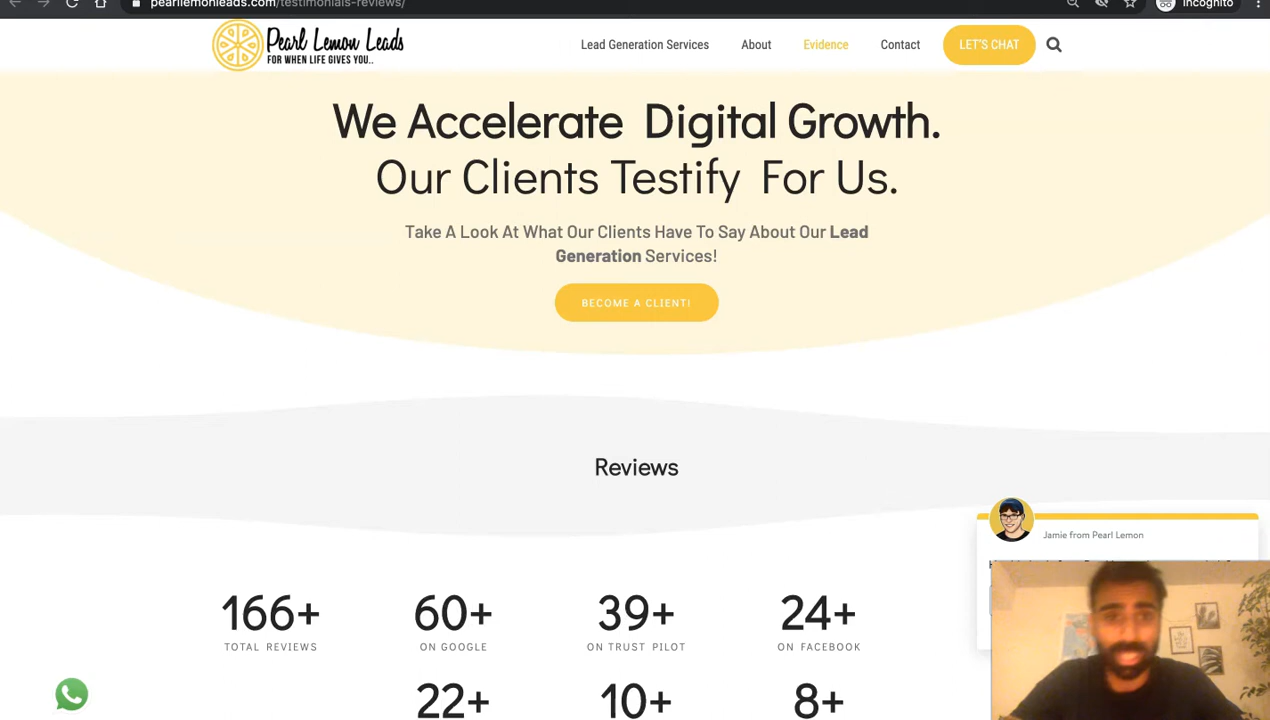 pearllemonleads.com/testimonials-reviews/
Incognito
Pearl Lemon Leads
FOR WHEN LIFE GIVES YOU..
Lead Generation Services
About
Evidence
Contact
LET'S CHAT
We Accelerate Digital Growth.
Our Clients Testify For Us.
Take A Look At What Our Clients Have To Say About Our Lead
Generation Services!
BECOME A CLIENT!
Reviews
Jamie from Pearl Lemon
166+
60+
39+
24+
TOTAL REVIEWS
ON GOOGLE
ON TRUST PILOT
ON FACEBOOK
22+
10+
8+